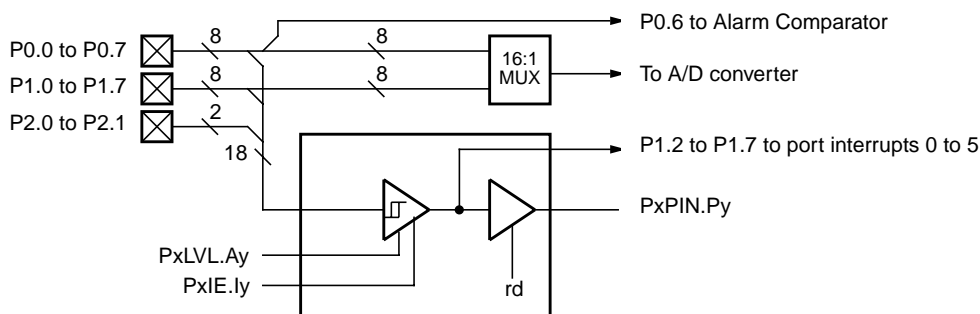 P0.6 to Alarm Comparator
P0.0 to P0.7
8
8
16:1
MUX
To A/D converter
P1.0 to P1.7
8
8
P2.0 to P2.1
2
18
P1.2 to P1.7 to port interrupts 0 to 5
PxPIN.Py
PxLVL.Ay
PxIE.Iy
rd